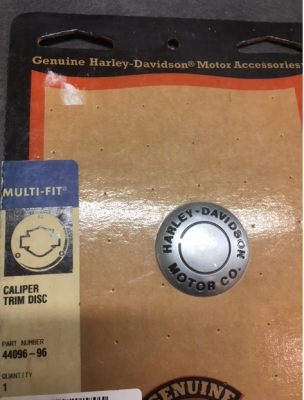 Genuine Harley-Davidson® Motor Accessories
MULTI-FIT®
CALIPER
TRIM DISC
PART NUMBER
44096-96
QUANTITY
1
HARLEY-DAVIDSON
MOTOR CO.
GENUINE